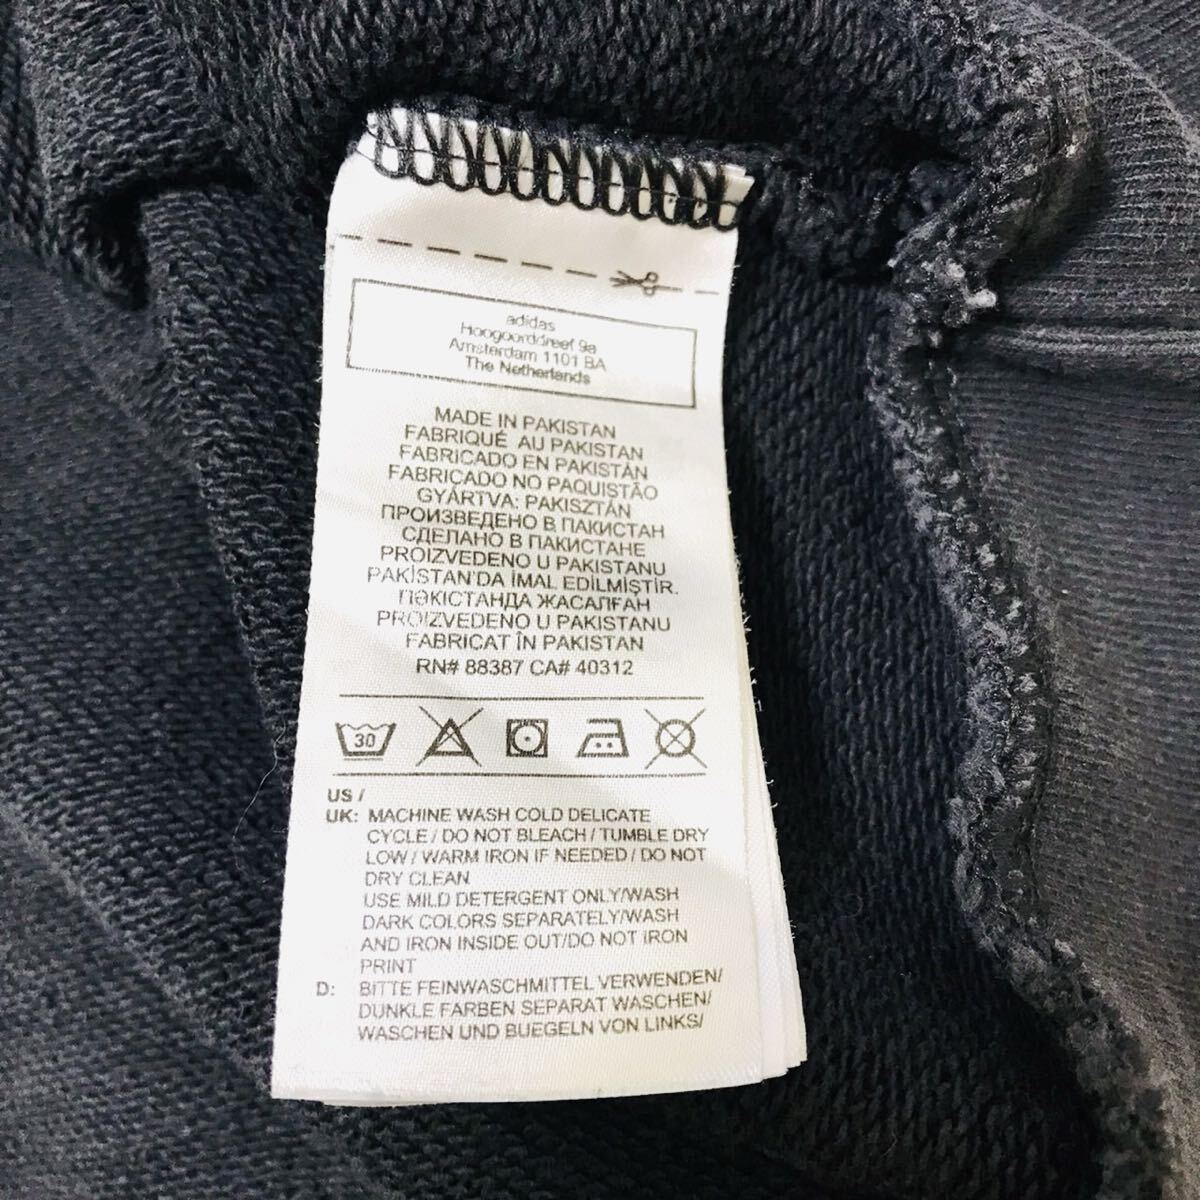 adidas
Hoogoorddreef 9a
Amsterdam 1101 BA
The Netherlands
MADE IN PAKISTAN
FABRIQUÉ AU PAKISTAN
FABRICADO EN PAKISTÁN
FABRICADO NO PAQUISTÃO
GYÁRTVA: PAKISZTÁN
ПРОИЗВЕДЕНО В ПАКИСТАН
СДЕЛАНО В ПАКИСТАНЕ
PROIZVEDENO U PAKISTANU
PAKİSTAN'DA İMAL EDİLMİŞTİR.
ПӘКІСТАНДА ЖАСАЛҒАН
PROIZVEDENO U PAKISTANU
FABRICAT ÎN PAKISTAN
RN# 88387 CA# 40312
30
US /
UK: MACHINE WASH COLD DELICATE
CYCLE / DO NOT BLEACH / TUMBLE DRY
LOW / WARM IRON IF NEEDED / DO NOT
DRY CLEAN
USE MILD DETERGENT ONLY/WASH
DARK COLORS SEPARATELY/WASH
AND IRON INSIDE OUT/DO NOT IRON
PRINT
D: BITTE FEINWASCHMITTEL VERWENDEN/
DUNKLE FARBEN SEPARAT WASCHEN/
WASCHEN UND BUEGELN VON LINKS/